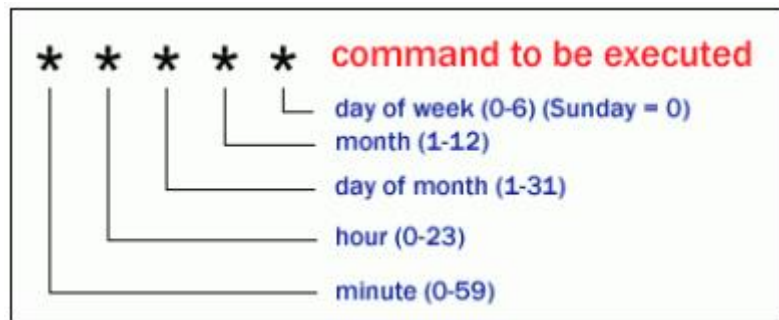 * * * * * command to be executed
day of week (0-6) (Sunday = 0)
month (1-12)
day of month (1-31)
hour (0-23)
minute (0-59)